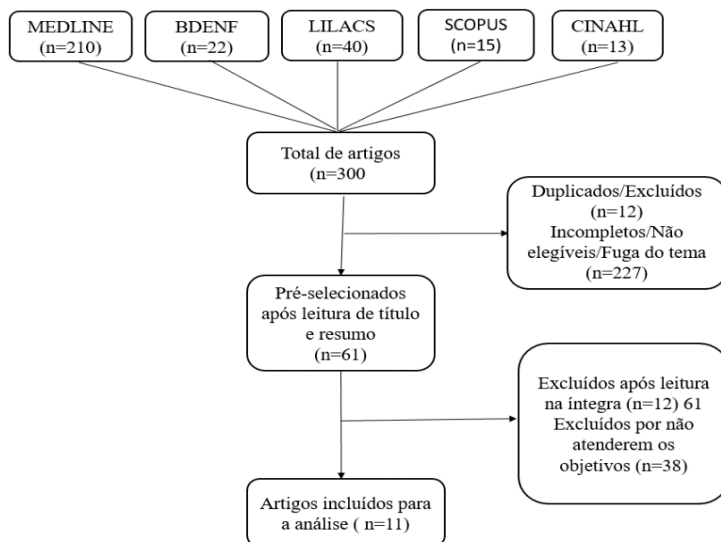 MEDLINE
(n=210)
BDENF
(n=22)
LILACS
(n=40)
SCOPUS
(n=15)
CINAHL
(n=13)
Total de artigos
(n=300
Duplicados/Excluídos
(n=12)
Incompletos/Não
elegíveis/Fuga do tema
(n=227)
Pré-selecionados
após leitura de título
e resumo
(n=61)
Excluídos após leitura
na íntegra (n=12) 61
Excluídos por não
atenderem os
objetivos (n=38)
Artigos incluídos para
a análise ( n=11)